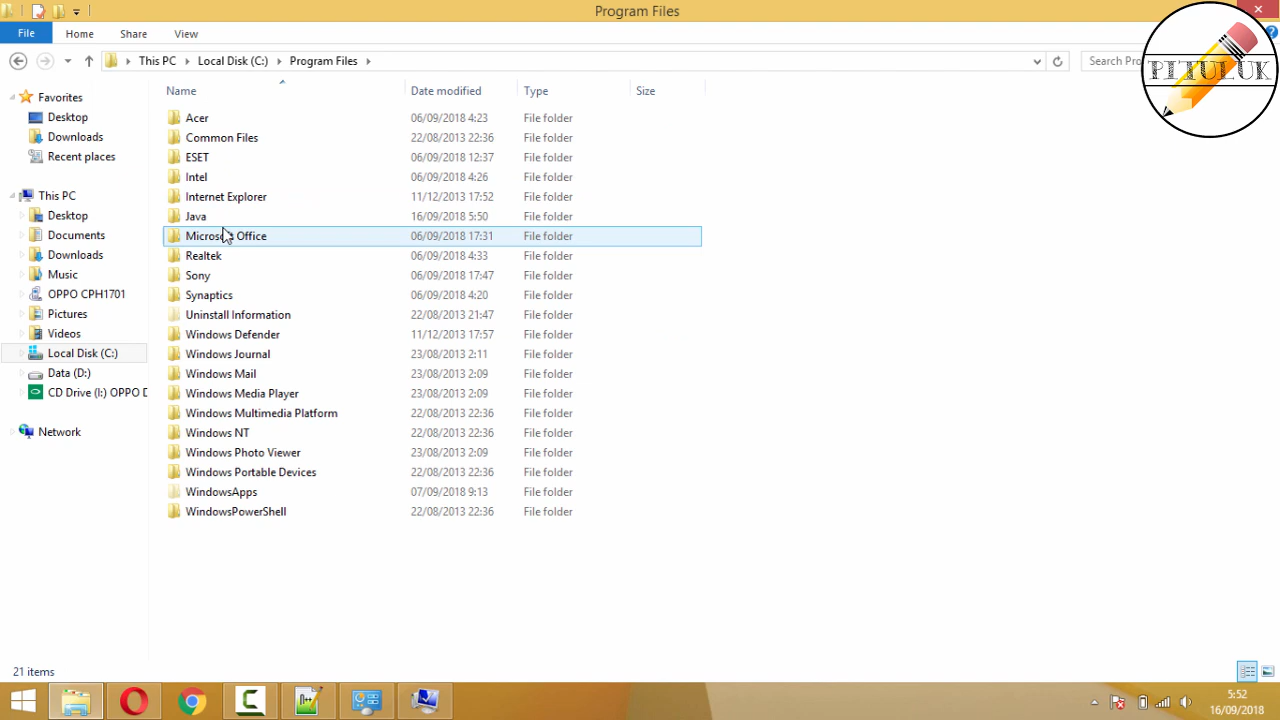 Program Files
File Home Share View
This PC Local Disk (C:) Program Files
Search Pro
PITULUK
Name Date modified Type Size
Favorites
Desktop
Downloads
Recent places
This PC
Desktop
Documents
Downloads
Music
OPPO CPH1701
Pictures
Videos
Local Disk (C:)
Data (D:)
CD Drive (I:) OPPO D
Network
Acer 06/09/2018 4:23 File folder
Common Files 22/08/2013 22:36 File folder
ESET 06/09/2018 12:37 File folder
Intel 06/09/2018 4:26 File folder
Internet Explorer 11/12/2013 17:52 File folder
Java 16/09/2018 5:50 File folder
Microsoft Office 06/09/2018 17:31 File folder
Realtek 06/09/2018 4:33 File folder
Sony 06/09/2018 17:47 File folder
Synaptics 06/09/2018 4:20 File folder
Uninstall Information 22/08/2013 21:47 File folder
Windows Defender 11/12/2013 17:57 File folder
Windows Journal 23/08/2013 2:11 File folder
Windows Mail 23/08/2013 2:09 File folder
Windows Media Player 23/08/2013 2:09 File folder
Windows Multimedia Platform 22/08/2013 22:36 File folder
Windows NT 22/08/2013 22:36 File folder
Windows Photo Viewer 23/08/2013 2:09 File folder
Windows Portable Devices 22/08/2013 22:36 File folder
WindowsApps 07/09/2018 9:13 File folder
WindowsPowerShell 22/08/2013 22:36 File folder
21 items
5:52
16/09/2018